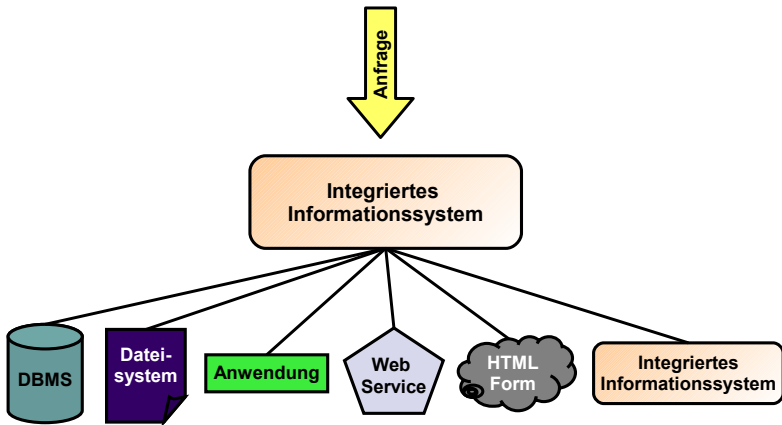 Anfrage
Integriertes
Informationssystem
DBMS
Datei-
system
Anwendung
Web
Service
HTML
Form
Integriertes
Informationssystem